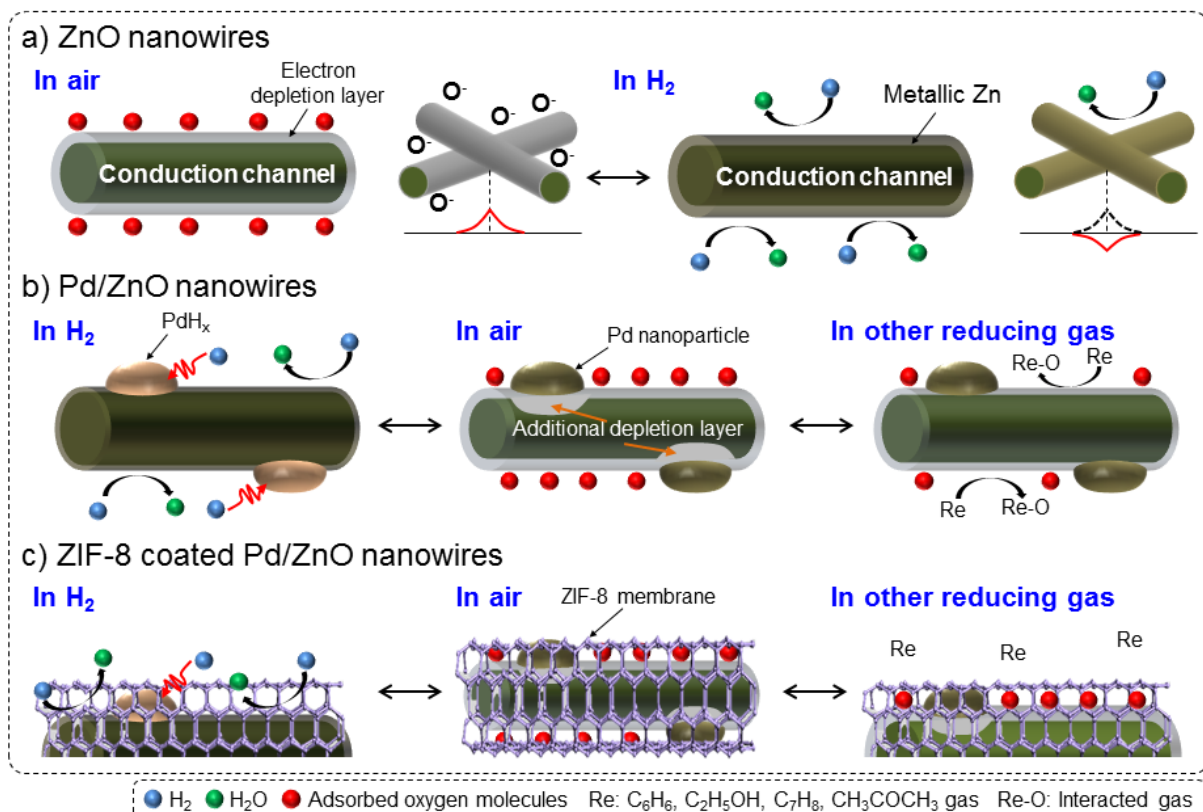 a) ZnO nanowires
In air
Electron
depletion layer
Conduction channel
O-
O-
O-
O-
O-
O-
In H2
Metallic Zn
Conduction channel
b) Pd/ZnO nanowires
In H2
PdHx
In air
Pd nanoparticle
Additional depletion layer
In other reducing gas
Re-O
Re
Re
Re-O
c) ZIF-8 coated Pd/ZnO nanowires
In H2
In air
ZIF-8 membrane
In other reducing gas
Re
Re
Re
H2 H2O Adsorbed oxygen molecules Re: C6H6, C2H5OH, C7H8, CH3COCH3 gas Re-O: Interacted gas